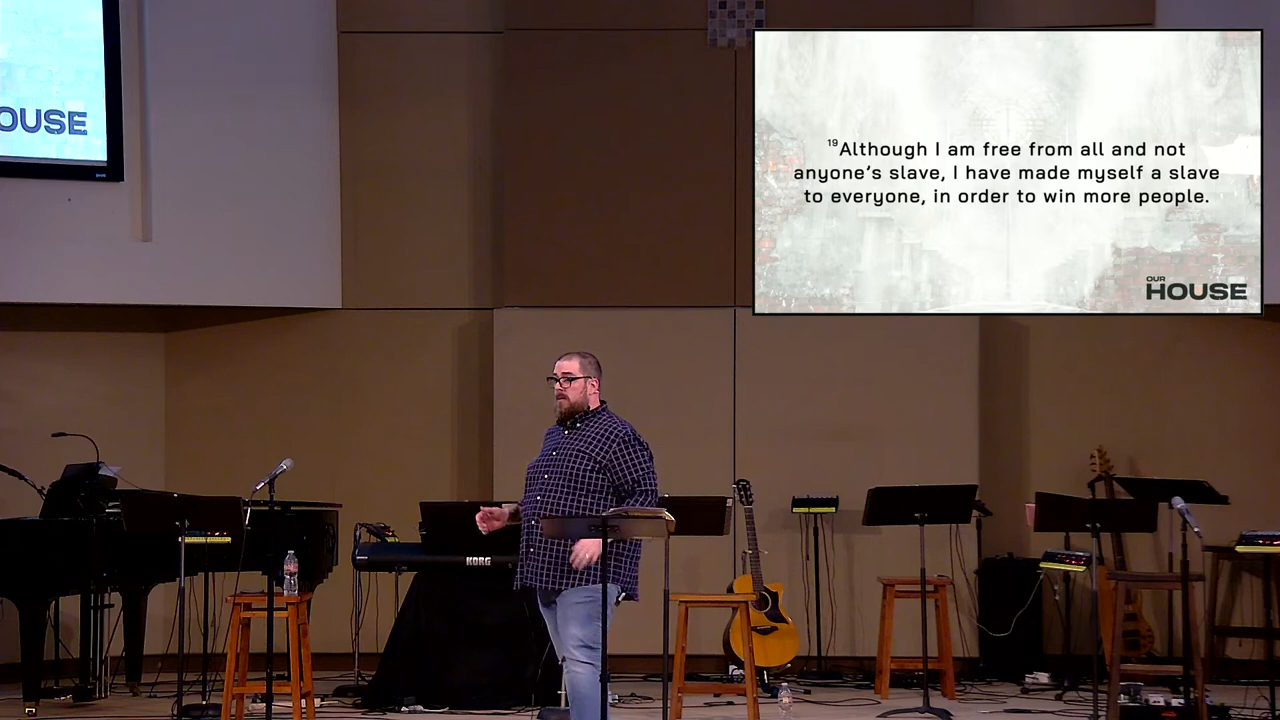 OUSE
19Although I am free from all and not
anyone's slave, I have made myself a slave
to everyone, in order to win more people.
OUR
HOUSE
KORG